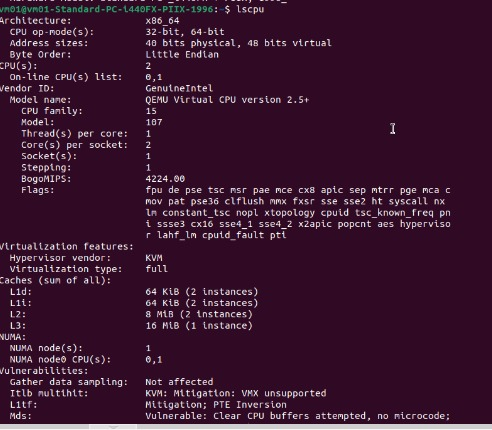 vm01@vm01-Standard-PC-i440FX-PIIX-1996:~$ lscpu
Architecture: x86_64
CPU op-mode(s): 32-bit, 64-bit
Address sizes: 40 bits physical, 48 bits virtual
Byte Order: Little Endian
CPU(s): 2
On-line CPU(s) list: 0,1
Vendor ID: GenuineIntel
Model name: QEMU Virtual CPU version 2.5+
CPU family: 15
Model: 107
Thread(s) per core: 1
Core(s) per socket: 2
Socket(s): 1
Stepping: 1
BogoMIPS: 4224.00
Flags: fpu de pse tsc msr pae mce cx8 apic sep mtrr pge mca c
mov pat pse36 clflush mmx fxsr sse sse2 ht syscall nx
lm constant_tsc nopl xtopology cpuid tsc_known_freq pn
i ssse3 cx16 sse4_1 sse4_2 x2apic popcnt aes hyperviso
r lahf_lm cpuid_fault pti
Virtualization features:
Hypervisor vendor: KVM
Virtualization type: full
Caches (sum of all):
L1d: 64 KiB (2 instances)
L1i: 64 KiB (2 instances)
L2: 8 MiB (2 instances)
L3: 16 MiB (1 instance)
NUMA:
NUMA node(s): 1
NUMA node0 CPU(s): 0,1
Vulnerabilities:
Gather data sampling: Not affected
Itlb multihit: KVM: Mitigation: VMX unsupported
L1tf: Mitigation; PTE Inversion
Mds: Vulnerable: Clear CPU buffers attempted, no microcode;